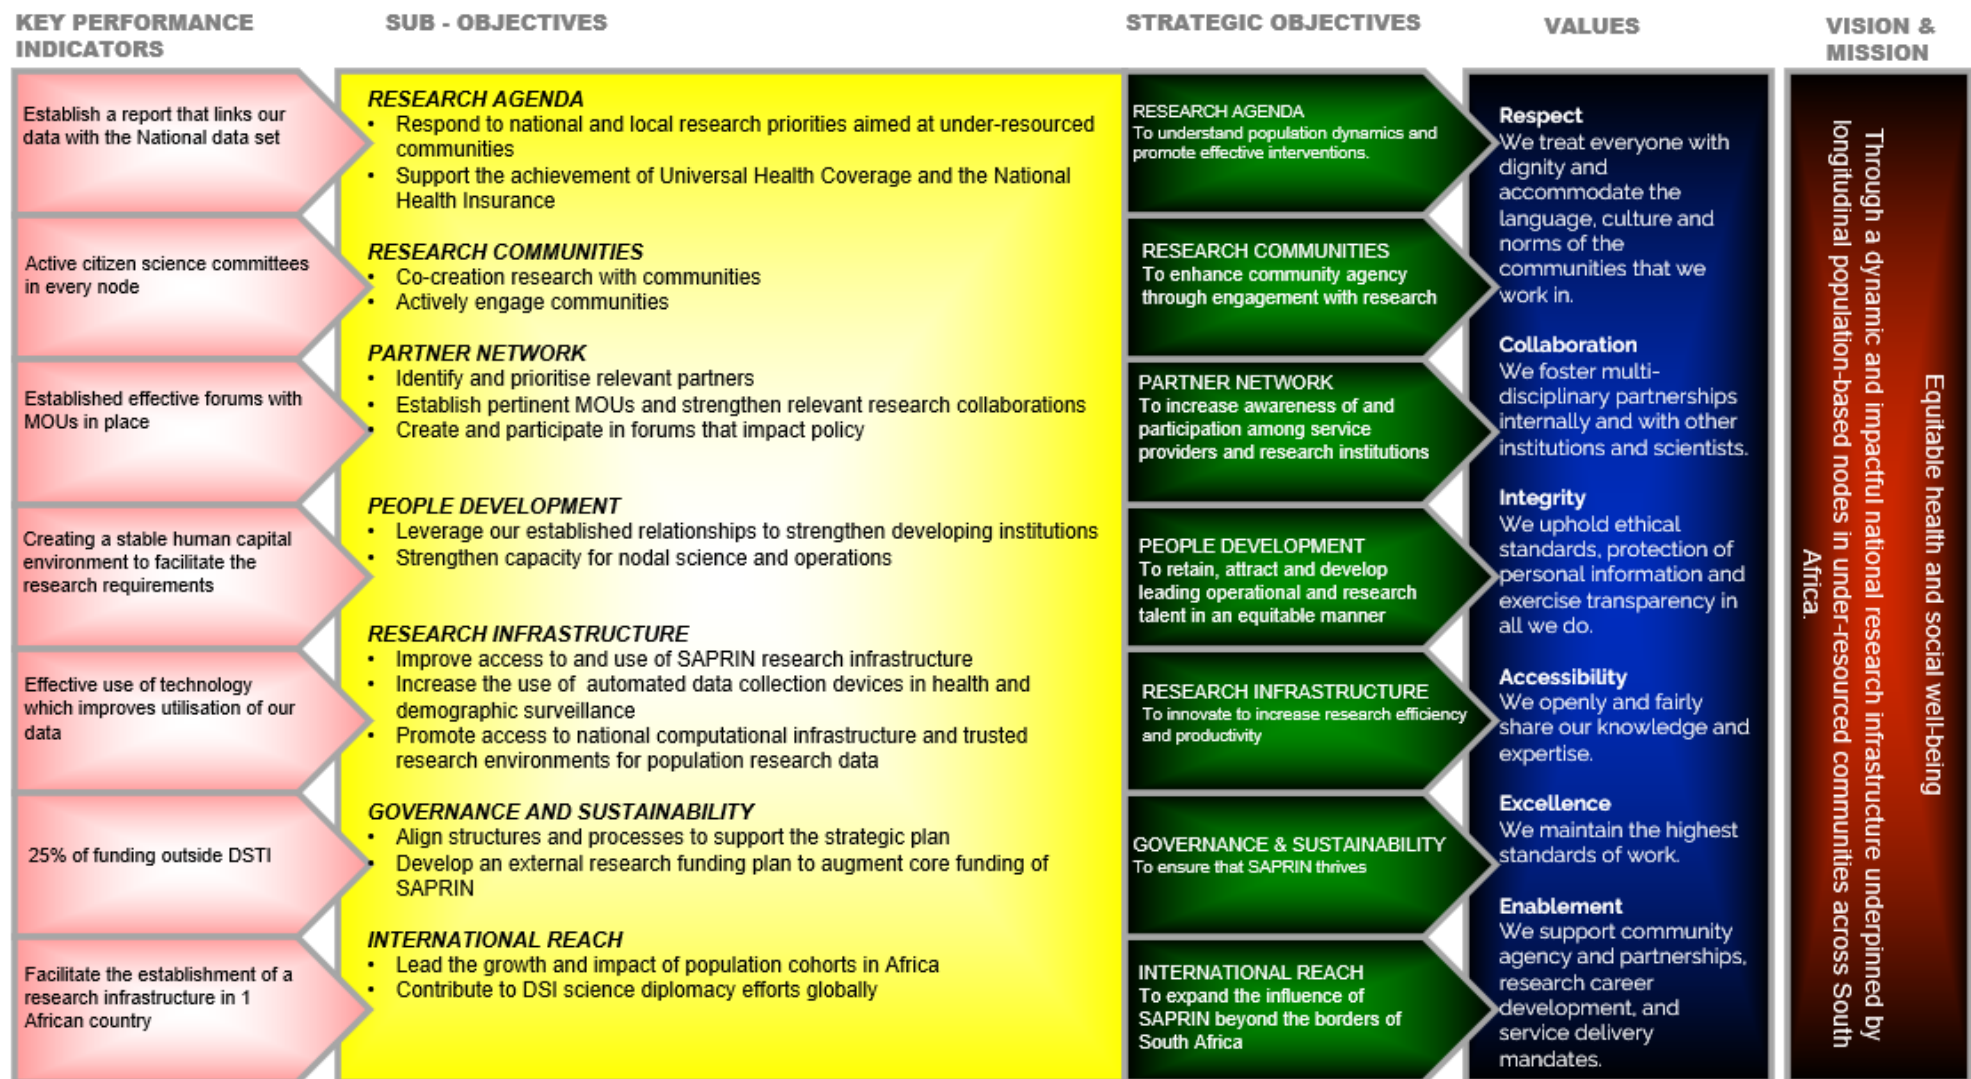 KEY PERFORMANCE
INDICATORS
SUB - OBJECTIVES
STRATEGIC OBJECTIVES
VALUES
VISION &
MISSION
Establish a report that links our
data with the National data set
Active citizen science committees
in every node
Established effective forums with
MOUs in place
Creating a stable human capital
environment to facilitate the
research requirements
Effective use of technology
which improves utilisation of our
data
25% of funding outside DSTI
Facilitate the establishment of a
research infrastructure in 1
African country
RESEARCH AGENDA
• Respond to national and local research priorities aimed at under-resourced
communities
• Support the achievement of Universal Health Coverage and the National
Health Insurance
RESEARCH COMMUNITIES
• Co-creation research with communities
• Actively engage communities
PARTNER NETWORK
• Identify and prioritise relevant partners
• Establish pertinent MOUs and strengthen relevant research collaborations
• Create and participate in forums that impact policy
PEOPLE DEVELOPMENT
• Leverage our established relationships to strengthen developing institutions
• Strengthen capacity for nodal science and operations
RESEARCH INFRASTRUCTURE
• Improve access to and use of SAPRIN research infrastructure
• Increase the use of automated data collection devices in health and
demographic surveillance
• Promote access to national computational infrastructure and trusted
research environments for population research data
GOVERNANCE AND SUSTAINABILITY
• Align structures and processes to support the strategic plan
• Develop an external research funding plan to augment core funding of
SAPRIN
INTERNATIONAL REACH
• Lead the growth and impact of population cohorts in Africa
• Contribute to DSI science diplomacy efforts globally
RESEARCH AGENDA
To understand population dynamics and
promote effective interventions.
RESEARCH COMMUNITIES
To enhance community agency
through engagement with research
PARTNER NETWORK
To increase awareness of and
participation among service
providers and research institutions
PEOPLE DEVELOPMENT
To retain, attract and develop
leading operational and research
talent in an equitable manner
RESEARCH INFRASTRUCTURE
To innovate to increase research efficiency
and productivity
GOVERNANCE & SUSTAINABILITY
To ensure that SAPRIN thrives
INTERNATIONAL REACH
To expand the influence of
SAPRIN beyond the borders of
South Africa
Respect
We treat everyone with
dignity and
accommodate the
language, culture and
norms of the
communities that we
work in.
Collaboration
We foster multi-
disciplinary partnerships
internally and with other
institutions and scientists.
Integrity
We uphold ethical
standards, protection of
personal information and
exercise transparency in
all we do.
Accessibility
We openly and fairly
share our knowledge and
expertise.
Excellence
We maintain the highest
standards of work.
Enablement
We support community
agency and partnerships,
research career
development, and
service delivery
mandates.
Equitable health and social well-being
Through a dynamic and impactful national research infrastructure underpinned by
longitudinal population-based nodes in under-resourced communities across South
Africa.